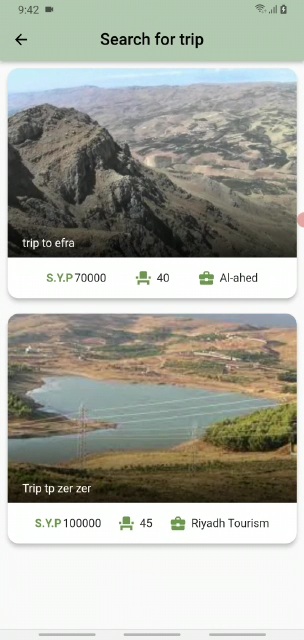 9:42
Search for trip
trip to efra
S.Y.P 70000 40 Al-ahed
Trip tp zer zer
S.Y.P 100000 45 Riyadh Tourism